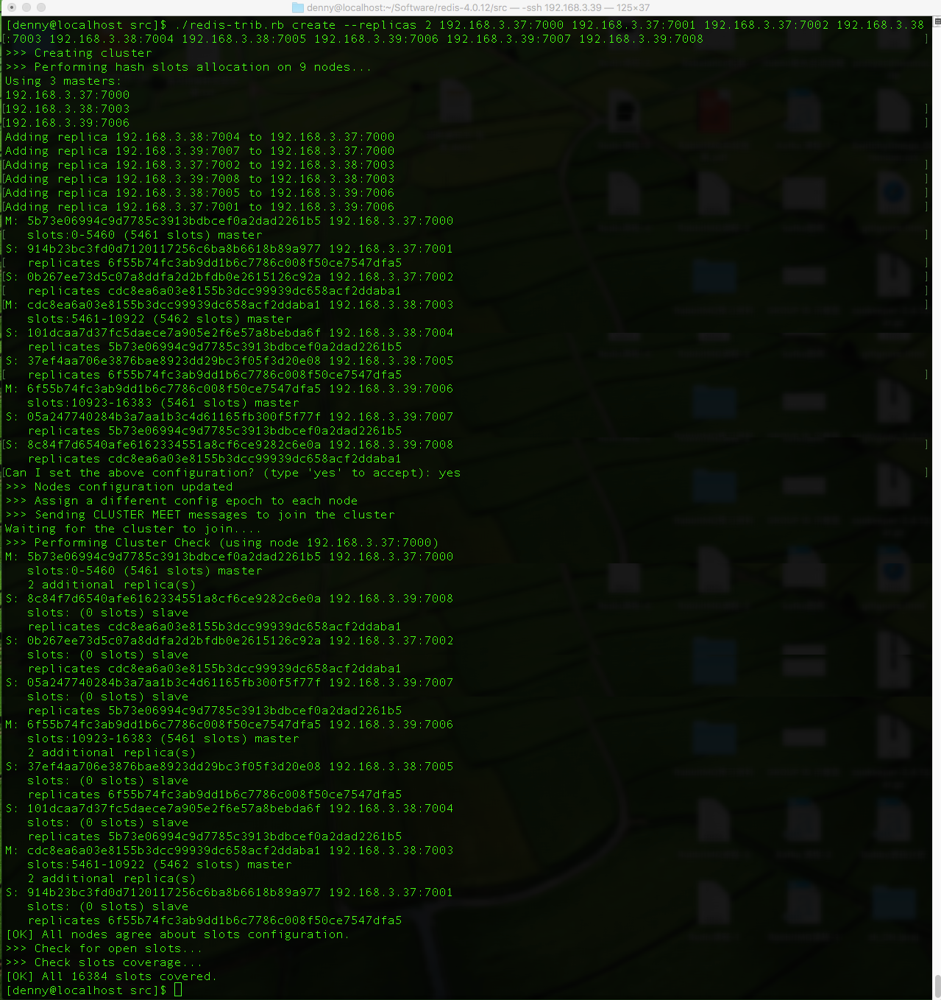 denny@localhost:~/Software/redis-4.0.12/src — -ssh 192.168.3.39 — 125×37
[denny@localhost src]$ ./redis-trib.rb create --replicas 2 192.168.3.37:7000 192.168.3.37:7001 192.168.3.37:7002 192.168.3.38
:7003 192.168.3.38:7004 192.168.3.38:7005 192.168.3.39:7006 192.168.3.39:7007 192.168.3.39:7008
>>> Creating cluster
>>> Performing hash slots allocation on 9 nodes...
Using 3 masters:
192.168.3.37:7000
192.168.3.38:7003
192.168.3.39:7006
Adding replica 192.168.3.38:7004 to 192.168.3.37:7000
Adding replica 192.168.3.39:7007 to 192.168.3.37:7000
Adding replica 192.168.3.37:7002 to 192.168.3.38:7003
Adding replica 192.168.3.39:7008 to 192.168.3.38:7003
Adding replica 192.168.3.38:7005 to 192.168.3.39:7006
Adding replica 192.168.3.37:7001 to 192.168.3.39:7006
M: 5b73e06994c9d7785c3913bdbcef0a2dad2261b5 192.168.3.37:7000
slots:0-5460 (5461 slots) master
S: 914b23bc3fd0d7120117256c6ba8b6618b89a977 192.168.3.37:7001
replicates 6f55b74fc3ab9dd1b6c7786c008f50ce7547dfa5
S: 0b267ee73d5c07a8ddfa2d2bfdb0e2615126c92a 192.168.3.37:7002
replicates cdc8ea6a03e8155b3dcc99939dc658acf2ddaba1
M: cdc8ea6a03e8155b3dcc99939dc658acf2ddaba1 192.168.3.38:7003
slots:5461-10922 (5462 slots) master
S: 101dcaa7d37fc5daece7a905e2f6e57a8bebda6f 192.168.3.38:7004
replicates 5b73e06994c9d7785c3913bdbcef0a2dad2261b5
S: 37ef4aa706e3876bae8923dd29bc3f05f3d20e08 192.168.3.38:7005
replicates 6f55b74fc3ab9dd1b6c7786c008f50ce7547dfa5
M: 6f55b74fc3ab9dd1b6c7786c008f50ce7547dfa5 192.168.3.39:7006
slots:10923-16383 (5461 slots) master
S: 05a247740284b3a7aa1b3c4d61165fb300f5f77f 192.168.3.39:7007
replicates 5b73e06994c9d7785c3913bdbcef0a2dad2261b5
S: 8c84f7d6540afe6162334551a8cf6ce9282c6e0a 192.168.3.39:7008
replicates cdc8ea6a03e8155b3dcc99939dc658acf2ddaba1
Can I set the above configuration? (type 'yes' to accept): yes
>>> Nodes configuration updated
>>> Assign a different config epoch to each node
>>> Sending CLUSTER MEET messages to join the cluster
Waiting for the cluster to join....
>>> Performing Cluster Check (using node 192.168.3.37:7000)
M: 5b73e06994c9d7785c3913bdbcef0a2dad2261b5 192.168.3.37:7000
slots:0-5460 (5461 slots) master
2 additional replica(s)
S: 8c84f7d6540afe6162334551a8cf6ce9282c6e0a 192.168.3.39:7008
slots: (0 slots) slave
replicates cdc8ea6a03e8155b3dcc99939dc658acf2ddaba1
S: 0b267ee73d5c07a8ddfa2d2bfdb0e2615126c92a 192.168.3.37:7002
slots: (0 slots) slave
replicates cdc8ea6a03e8155b3dcc99939dc658acf2ddaba1
S: 05a247740284b3a7aa1b3c4d61165fb300f5f77f 192.168.3.39:7007
slots: (0 slots) slave
replicates 5b73e06994c9d7785c3913bdbcef0a2dad2261b5
M: 6f55b74fc3ab9dd1b6c7786c008f50ce7547dfa5 192.168.3.39:7006
slots:10923-16383 (5461 slots) master
2 additional replica(s)
S: 37ef4aa706e3876bae8923dd29bc3f05f3d20e08 192.168.3.38:7005
slots: (0 slots) slave
replicates 6f55b74fc3ab9dd1b6c7786c008f50ce7547dfa5
S: 101dcaa7d37fc5daece7a905e2f6e57a8bebda6f 192.168.3.38:7004
slots: (0 slots) slave
replicates 5b73e06994c9d7785c3913bdbcef0a2dad2261b5
M: cdc8ea6a03e8155b3dcc99939dc658acf2ddaba1 192.168.3.38:7003
slots:5461-10922 (5462 slots) master
2 additional replica(s)
S: 914b23bc3fd0d7120117256c6ba8b6618b89a977 192.168.3.37:7001
slots: (0 slots) slave
replicates 6f55b74fc3ab9dd1b6c7786c008f50ce7547dfa5
[OK] All nodes agree about slots configuration.
>>> Check for open slots...
>>> Check slots coverage...
[OK] All 16384 slots covered.
[denny@localhost src]$